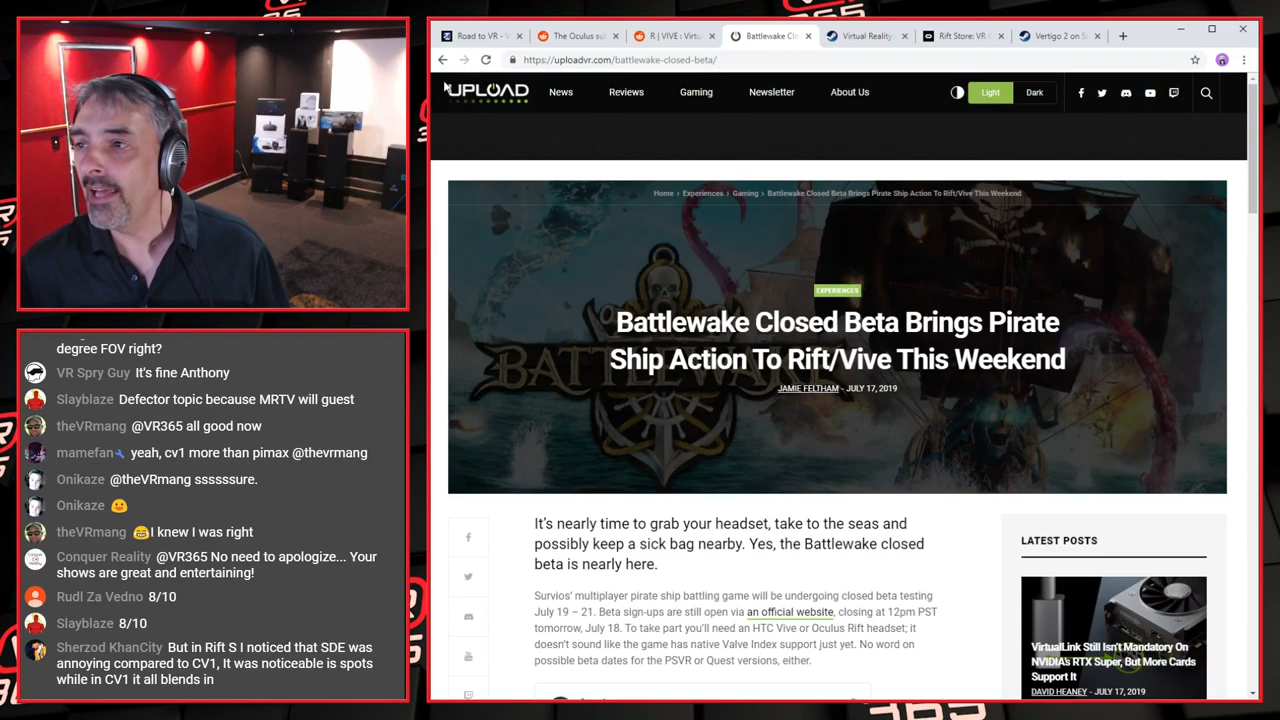 degree FOV right?
VR Spry Guy It's fine Anthony
Slayblaze Defector topic because MRTV will guest
theVRmang @VR365 all good now
mamefan yeah, cv1 more than pimax @thevrmang
Onikaze @theVRmang ssssssure.
Onikaze
theVRmang I knew I was right
Conquer Reality @VR365 No need to apologize... Your
shows are great and entertaining!
Rudl Za Vedno 8/10
Slayblaze 8/10
Sherzod KhanCity But in Rift S I noticed that SDE was
annoying compared to CV1, It was noticeable is spots
while in CV1 it all blends in
Road to VR - V
The Oculus su
R | VIVE : Virtu
Battlewake Clo
Virtual Reality
Rift Store: VR G
Vertigo 2 on S
https://uploadvr.com/battlewake-closed-beta/
UPLOAD
News Reviews Gaming Newsletter About Us
Light Dark
Home > Experiences > Gaming > Battlewake Closed Beta Brings Pirate Ship Action To Rift/Vive This Weekend
EXPERIENCES
Battlewake Closed Beta Brings Pirate
Ship Action To Rift/Vive This Weekend
JAMIE FELTHAM - JULY 17, 2019
It's nearly time to grab your headset, take to the seas and
possibly keep a sick bag nearby. Yes, the Battlewake closed
beta is nearly here.
Survios' multiplayer pirate ship battling game will be undergoing closed beta testing
July 19 – 21. Beta sign-ups are still open via an official website, closing at 12pm PST
tomorrow, July 18. To take part you'll need an HTC Vive or Oculus Rift headset; it
doesn't sound like the game has native Valve Index support just yet. No word on
possible beta dates for the PSVR or Quest versions, either.
LATEST POSTS
VirtualLink Still Isn't Mandatory On
NVIDIA's RTX Super, But More Cards
Support It
DAVID HEANEY - JULY 17, 2019